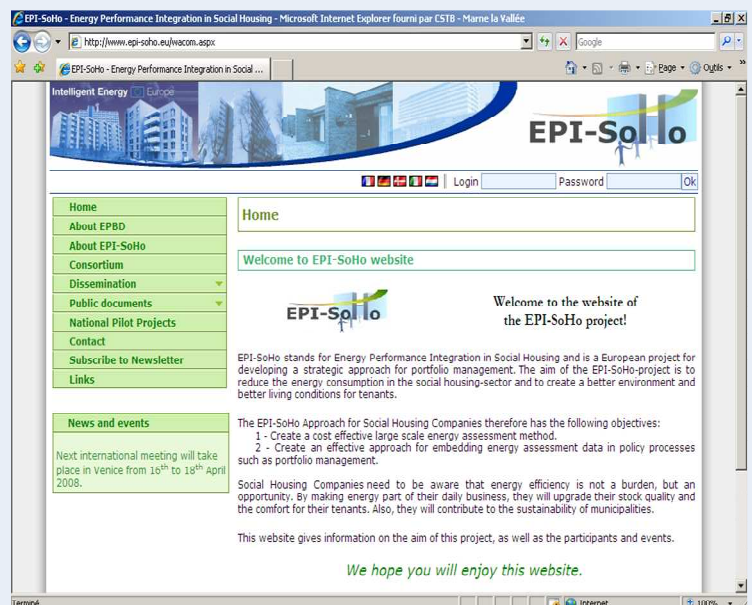 EPI-SoHo - Energy Performance Integration in Social Housing - Microsoft Internet Explorer fourni par CSTB - Marne la Vallée
http://www.epi-soho.eu/wacom.aspx
Google
EPI-SoHo - Energy Performance Integration in Social ...
Page
Outils
Intelligent Energy Europe
EPI-SoHo
Login
Password
Ok
Home
About EPBD
About EPI-SoHo
Consortium
Dissemination
Public documents
National Pilot Projects
Contact
Subscribe to Newsletter
Links
News and events
Next international meeting will take
place in Venice from 16th to 18th April
2008.
Home
Welcome to EPI-SoHo website
EPI-SoHo
Welcome to the website of
the EPI-SoHo project!
EPI-SoHo stands for Energy Performance Integration in Social Housing and is a European project for
developing a strategic approach for portfolio management. The aim of the EPI-SoHo-project is to
reduce the energy consumption in the social housing-sector and to create a better environment and
better living conditions for tenants.
The EPI-SoHo Approach for Social Housing Companies therefore has the following objectives:
1 - Create a cost effective large scale energy assessment method.
2 - Create an effective approach for embedding energy assessment data in policy processes
such as portfolio management.
Social Housing Companies need to be aware that energy efficiency is not a burden, but an
opportunity. By making energy part of their daily business, they will upgrade their stock quality and
the comfort for their tenants. Also, they will contribute to the sustainability of municipalities.
This website gives information on the aim of this project, as well as the participants and events.
We hope you will enjoy this website.
Terminé
Internet
100%